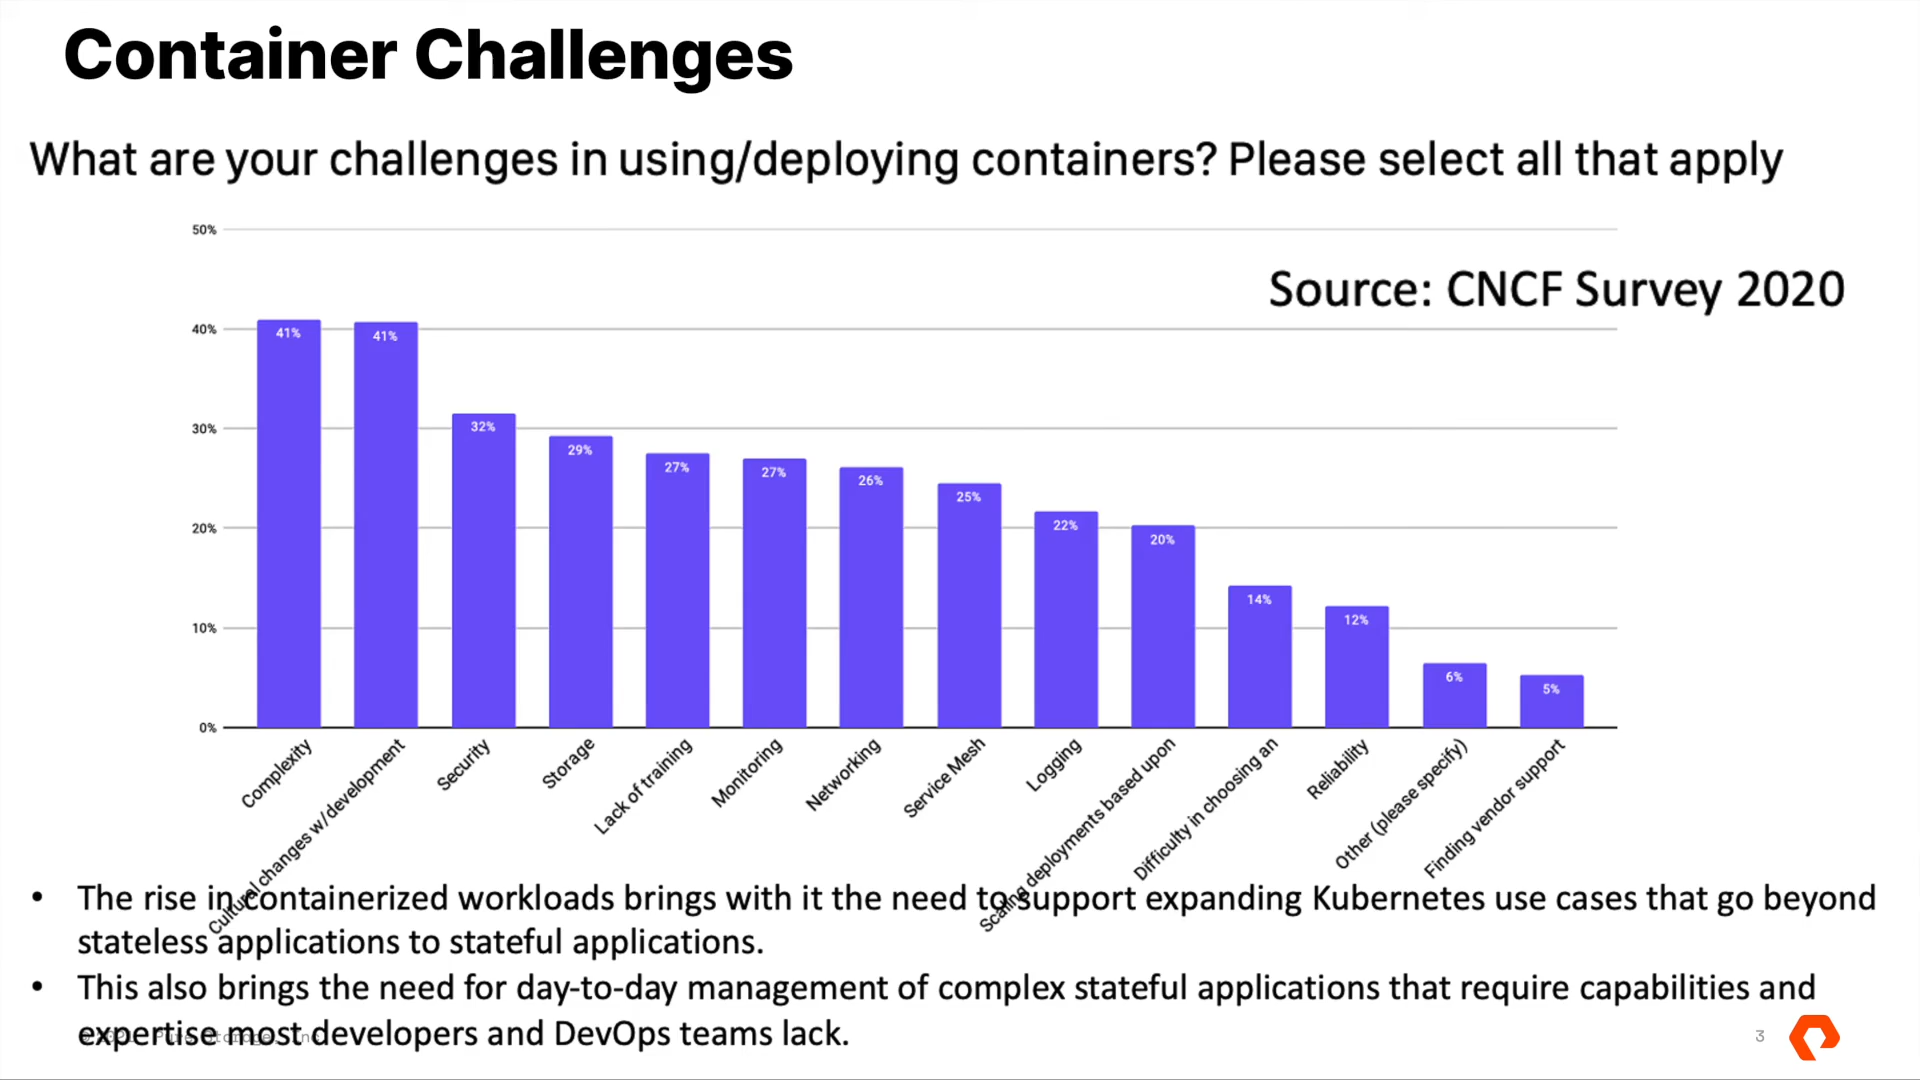 Container Challenges
What are your challenges in using/deploying containers? Please select all that apply
Source: CNCF Survey 2020
50%
40%
30%
20%
10%
0%
41%
41%
32%
29%
27%
27%
26%
25%
22%
20%
14%
12%
6%
5%
Complexity
Cultural changes w/development
Security
Storage
Lack of training
Monitoring
Networking
Service Mesh
Logging
Scaling deployments based upon
Difficulty in choosing an
Reliability
Other (please specify)
Finding vendor support
• The rise in containerized workloads brings with it the need to support expanding Kubernetes use cases that go beyond
stateless applications to stateful applications.
• This also brings the need for day-to-day management of complex stateful applications that require capabilities and
expertise most developers and DevOps teams lack.
Pure Storage, Inc
3